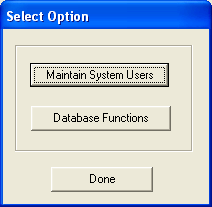 Select Option
Maintain System Users
Database Functions
Done